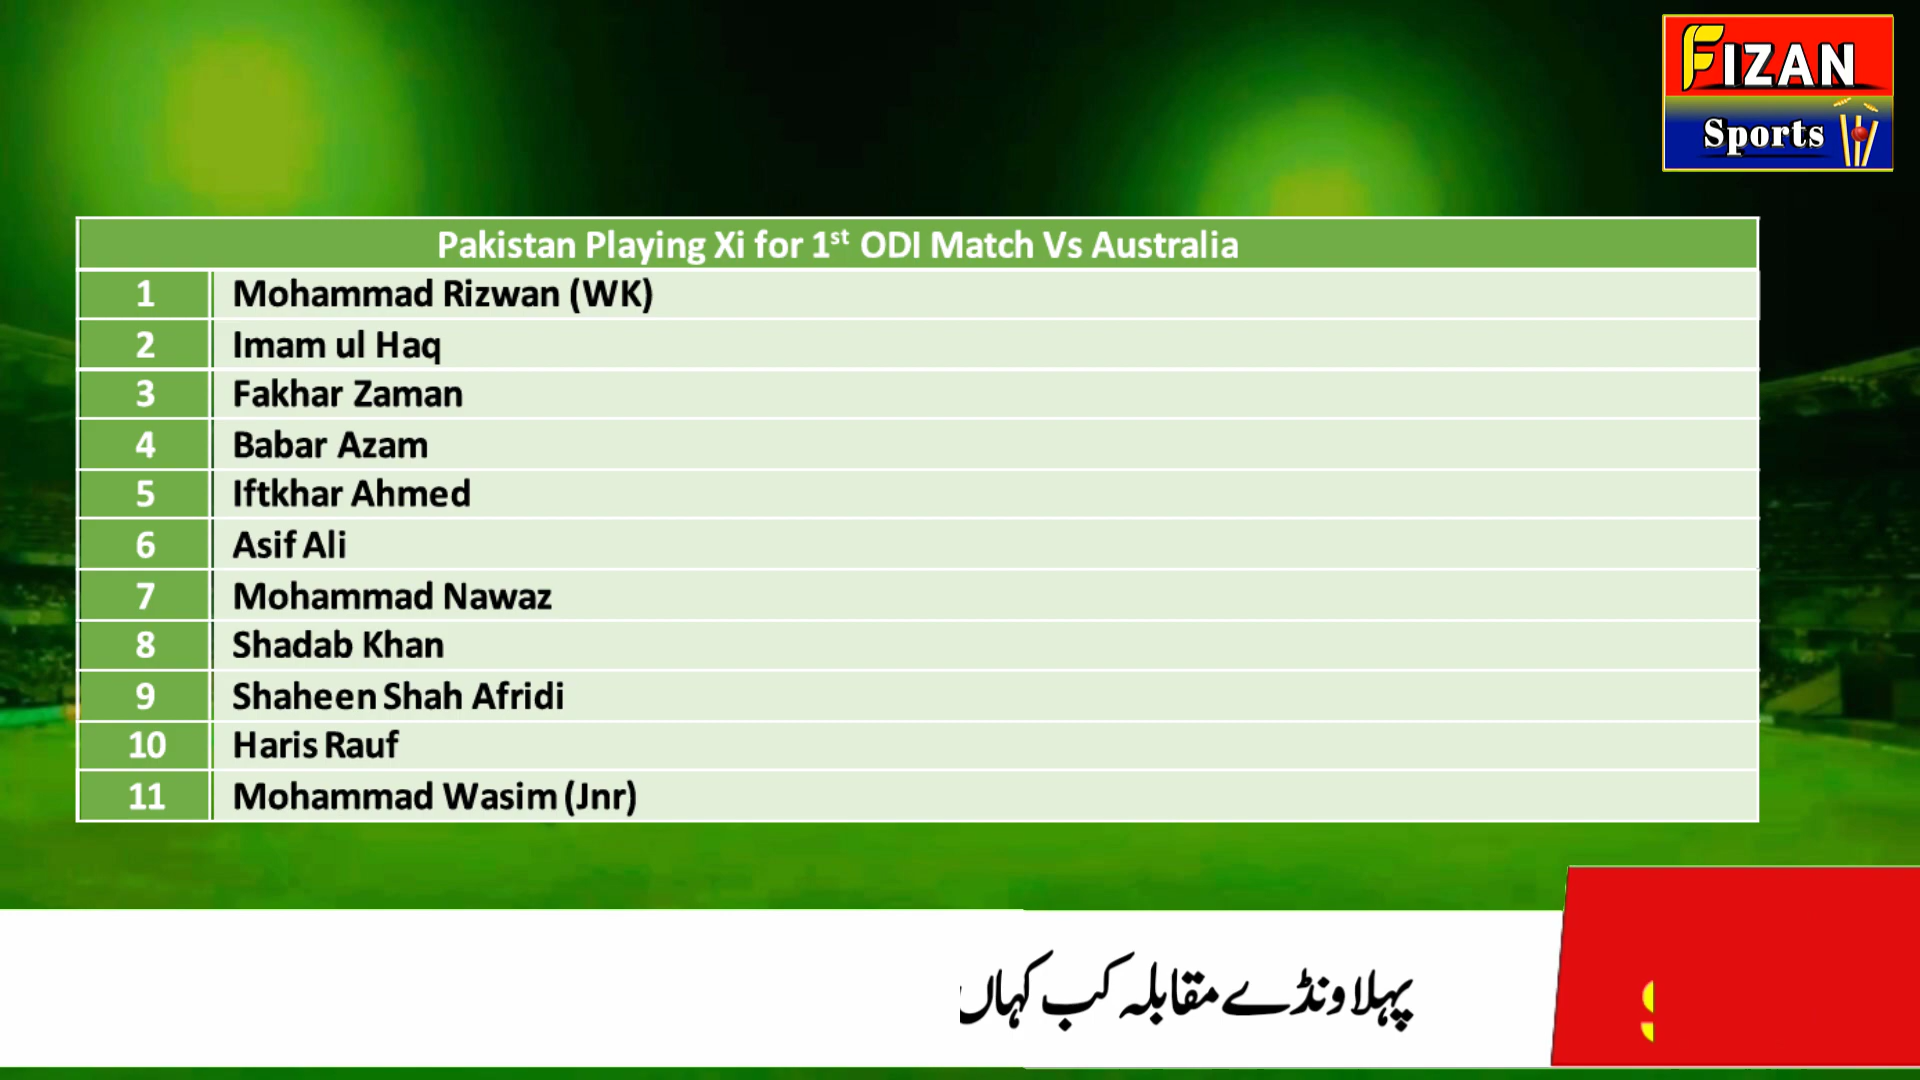 FIZAN
Sports
Pakistan Playing Xi for 1st ODI Match Vs Australia
1 Mohammad Rizwan (WK)
2 Imam ul Haq
3 Fakhar Zaman
4 Babar Azam
5 Iftkhar Ahmed
6 Asif Ali
7 Mohammad Nawaz
8 Shadab Khan
9 Shaheen Shah Afridi
10 Haris Rauf
11 Mohammad Wasim (Jnr)
پہلا ونڈے مقابلہ کب کہاں